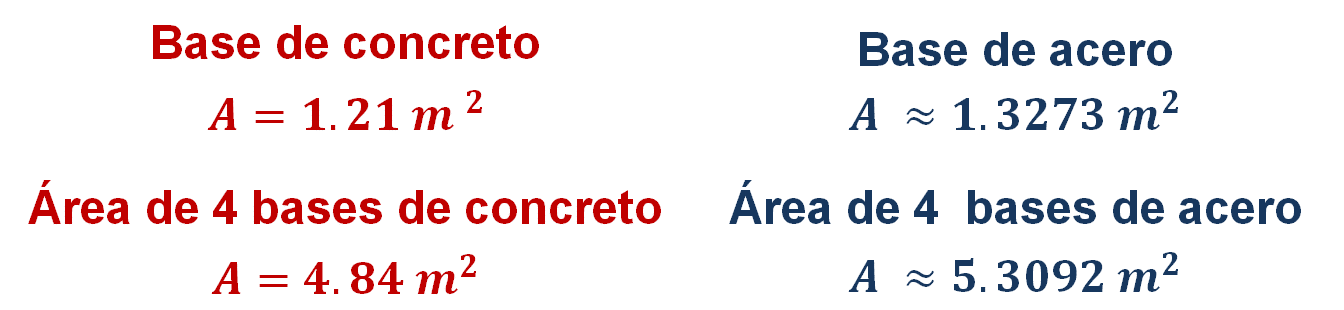 Base de concreto
A = 1.21 m²
Área de 4 bases de concreto
A = 4.84 m²
Base de acero
A ≈ 1.3273 m²
Área de 4 bases de acero
A ≈ 5.3092 m²